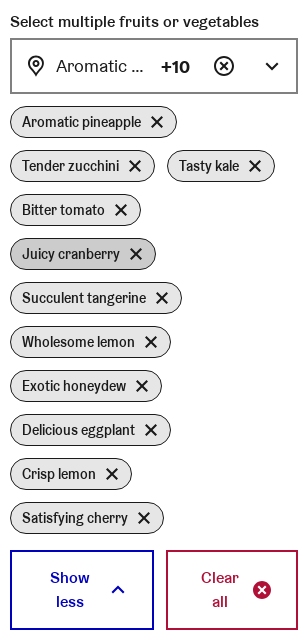 Select multiple fruits or vegetables
Aromatic ... +10
Aromatic pineapple
Tender zucchini Tasty kale
Bitter tomato
Juicy cranberry
Succulent tangerine
Wholesome lemon
Exotic honeydew
Delicious eggplant
Crisp lemon
Satisfying cherry
Show less
Clear all